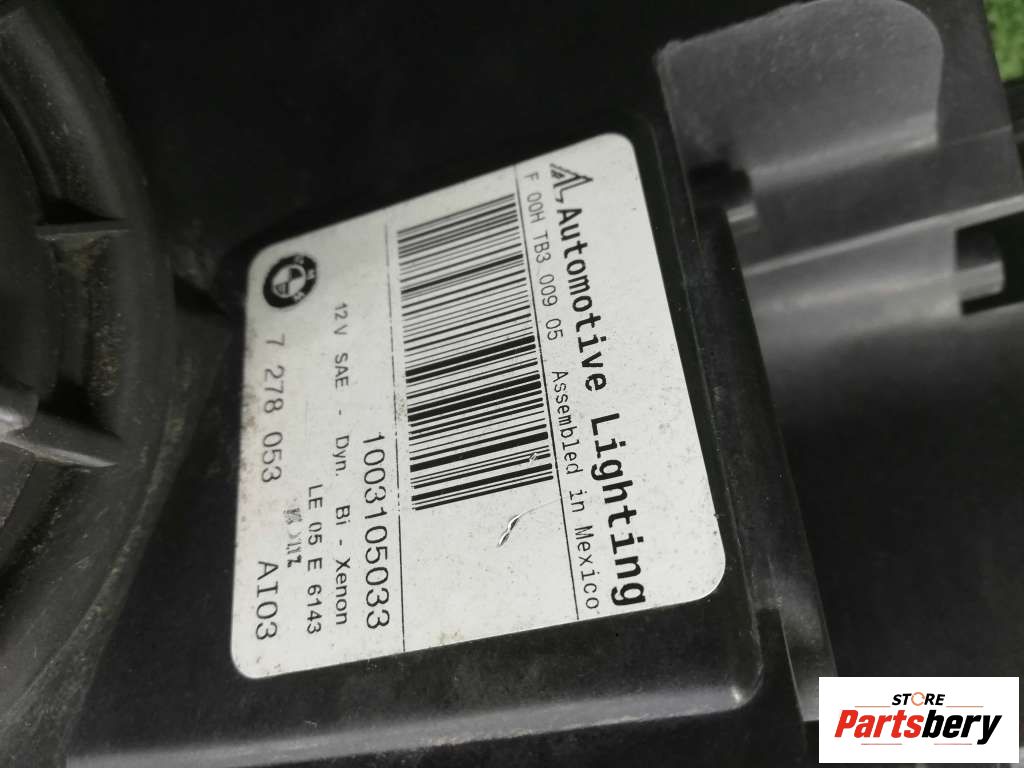 Automotive Lighting
F 00H TB3 009 05 Assembled in Mexico
1003105033
12V SAE - Dyn. Bi - Xenon
LE 05 E 6143
7 278 053 AI03
STORE
Partsbery